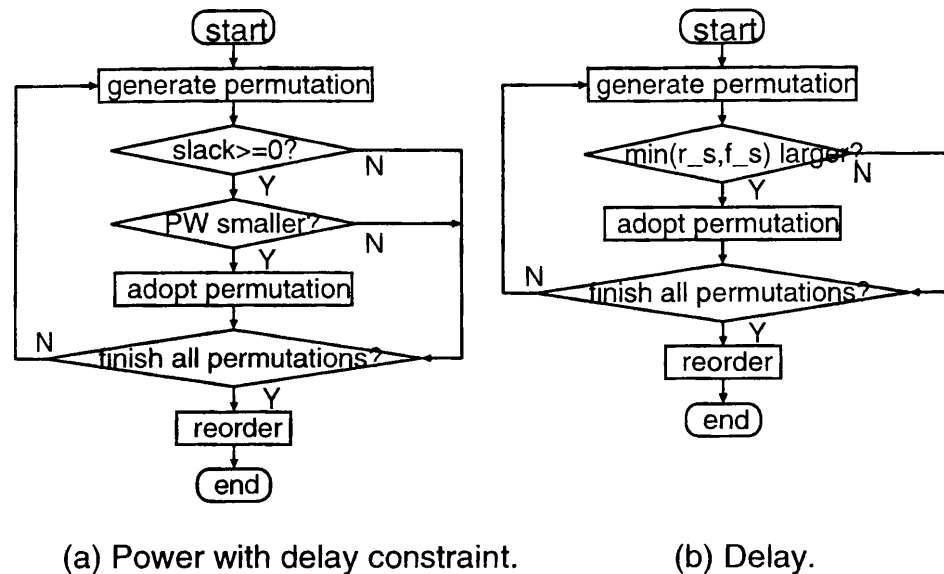 start
generate permutation
slack>=0?
N
Y
PW smaller?
N
Y
adopt permutation
N
finish all permutations?
Y
reorder
end
(a) Power with delay constraint.
start
generate permutation
min(r_s,f_s) larger?
N
Y
adopt permutation
N
finish all permutations?
Y
reorder
end
(b) Delay.